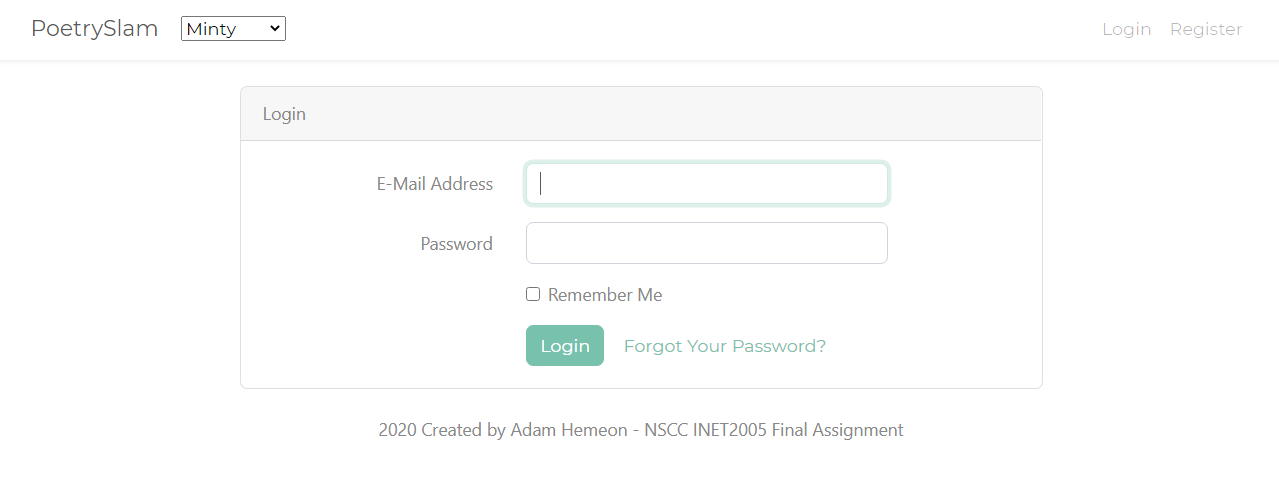 PoetrySlam Minty Login Register
Login
E-Mail Address
Password
Remember Me
Login Forgot Your Password?
2020 Created by Adam Hemeon - NSCC INET2005 Final Assignment